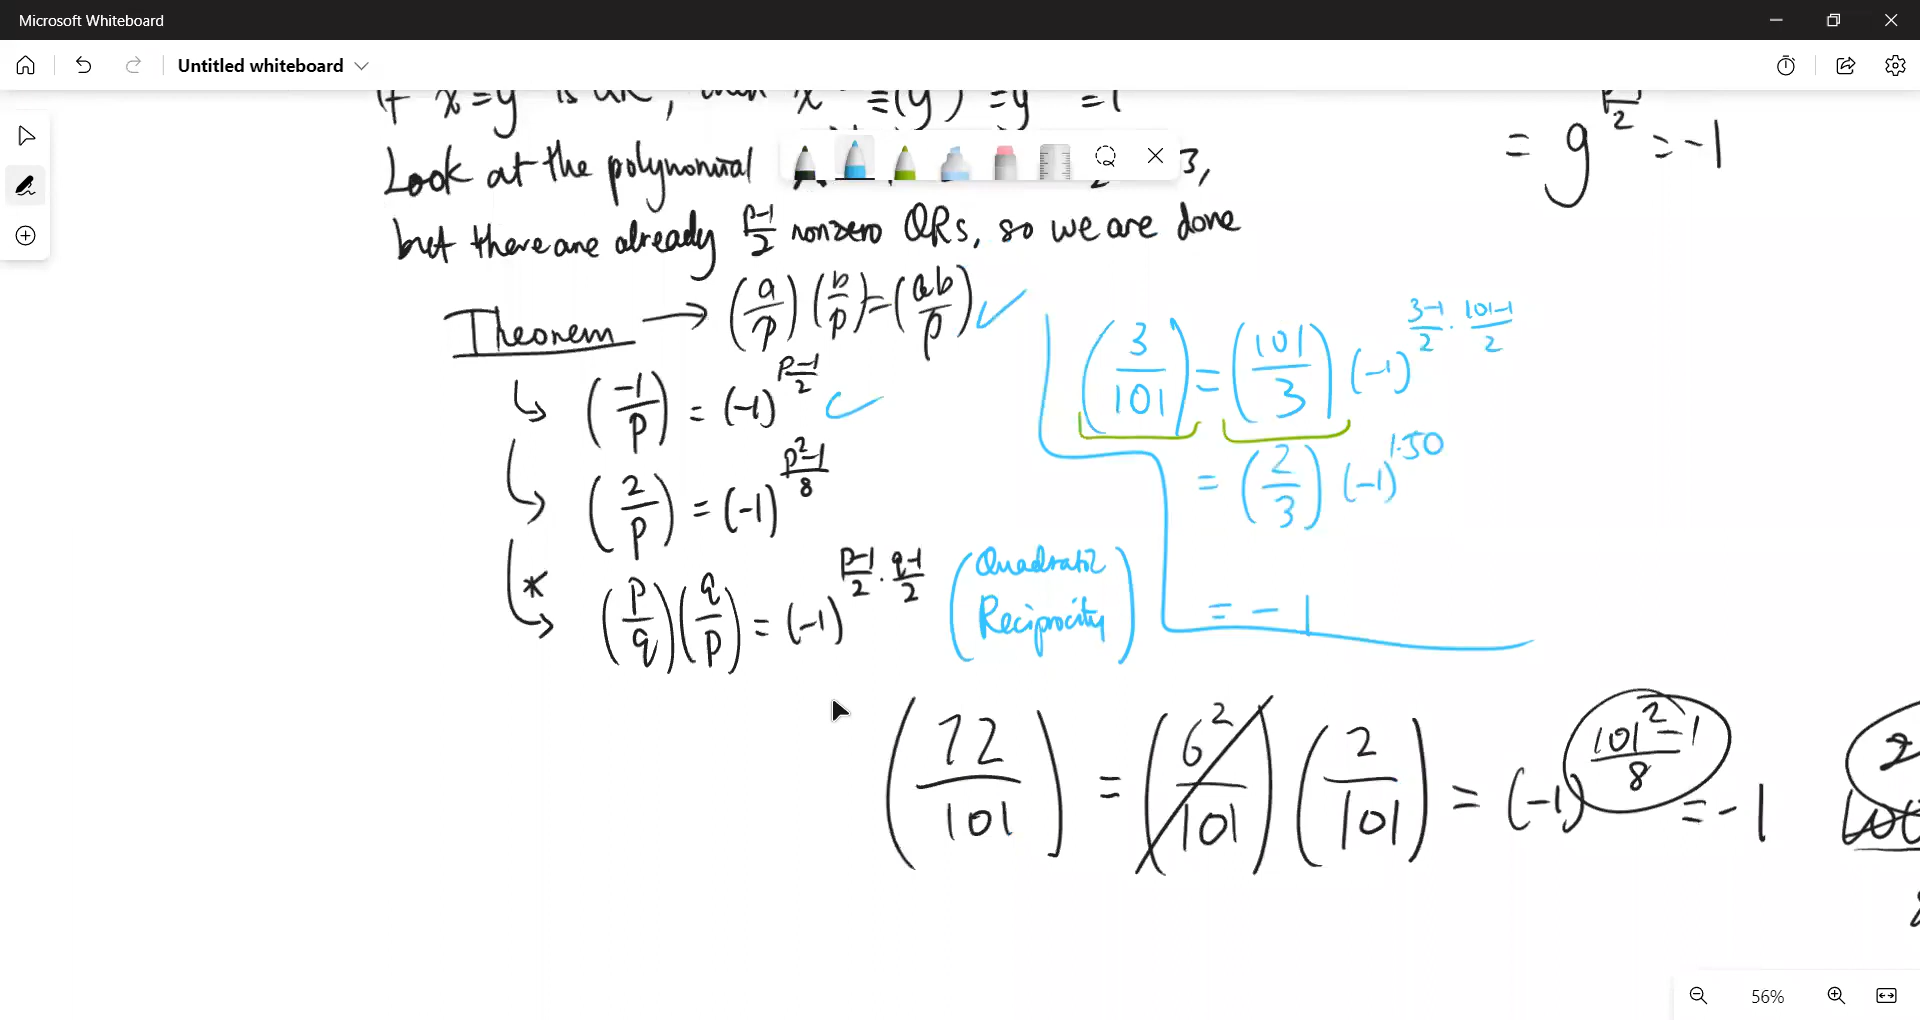 Microsoft Whiteboard
Untitled whiteboard
is QR, then
Look at the polynomial
but there are already (p-1)/2 nonzero QRs, so we are done
= g^((p-1)/2) = -1
Theorem → (a/p) (b/p) = (ab/p) ✓
↳ (-1/p) = (-1)^((p-1)/2) ✓
(2/p) = (-1)^((p²-1)/8)
* (p/q)(q/p) = (-1)^((p-1)/2 · (q-1)/2) (Quadratic
Reciprocity)
(3/101) = (101/3) (-1)^((3-1)/2 · (101-1)/2)
= (2/3) (-1)^(1·50)
= -1
(72/101) = (6²/101) (2/101) = (-1)^((101²-1)/8) = -1
56%